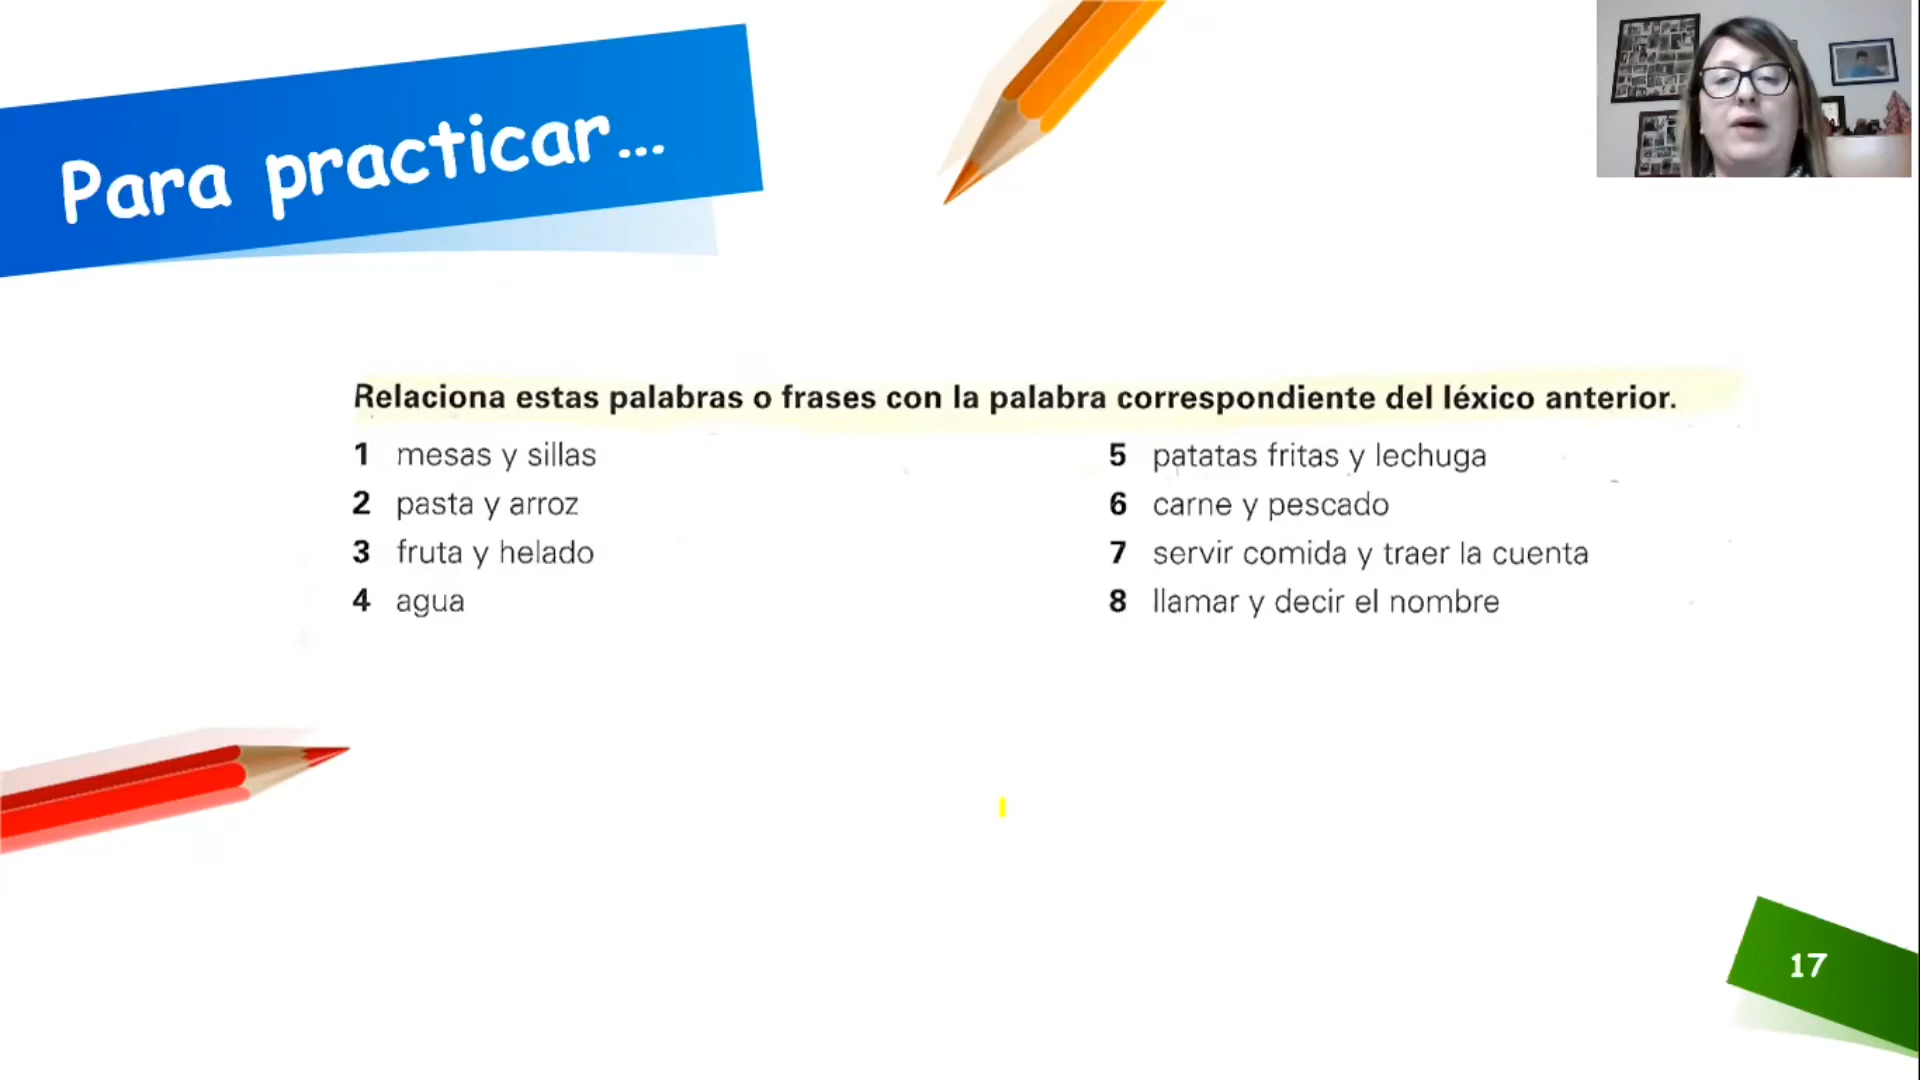 Para practicar...
Relaciona estas palabras o frases con la palabra correspondiente del léxico anterior.
1 mesas y sillas
2 pasta y arroz
3 fruta y helado
4 agua
5 patatas fritas y lechuga
6 carne y pescado
7 servir comida y traer la cuenta
8 llamar y decir el nombre
17